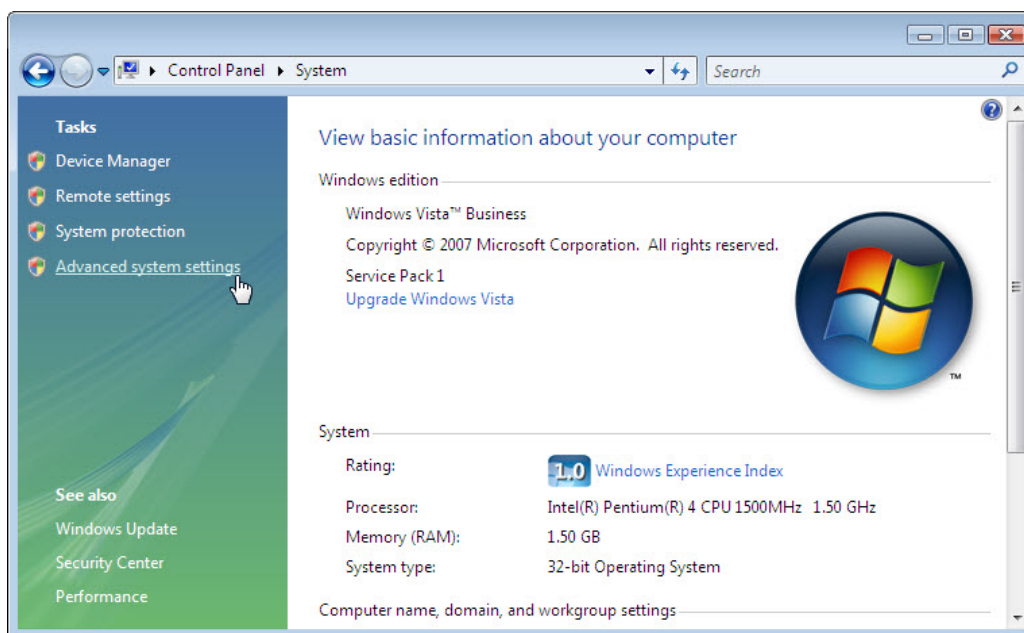 Control Panel System
Search
Tasks
Device Manager
Remote settings
System protection
Advanced system settings
See also
Windows Update
Security Center
Performance
View basic information about your computer
Windows edition
Windows Vista™ Business
Copyright © 2007 Microsoft Corporation. All rights reserved.
Service Pack 1
Upgrade Windows Vista
TM
System
Rating: 1.0 Windows Experience Index
Processor: Intel(R) Pentium(R) 4 CPU 1500MHz 1.50 GHz
Memory (RAM): 1.50 GB
System type: 32-bit Operating System
Computer name, domain, and workgroup settings